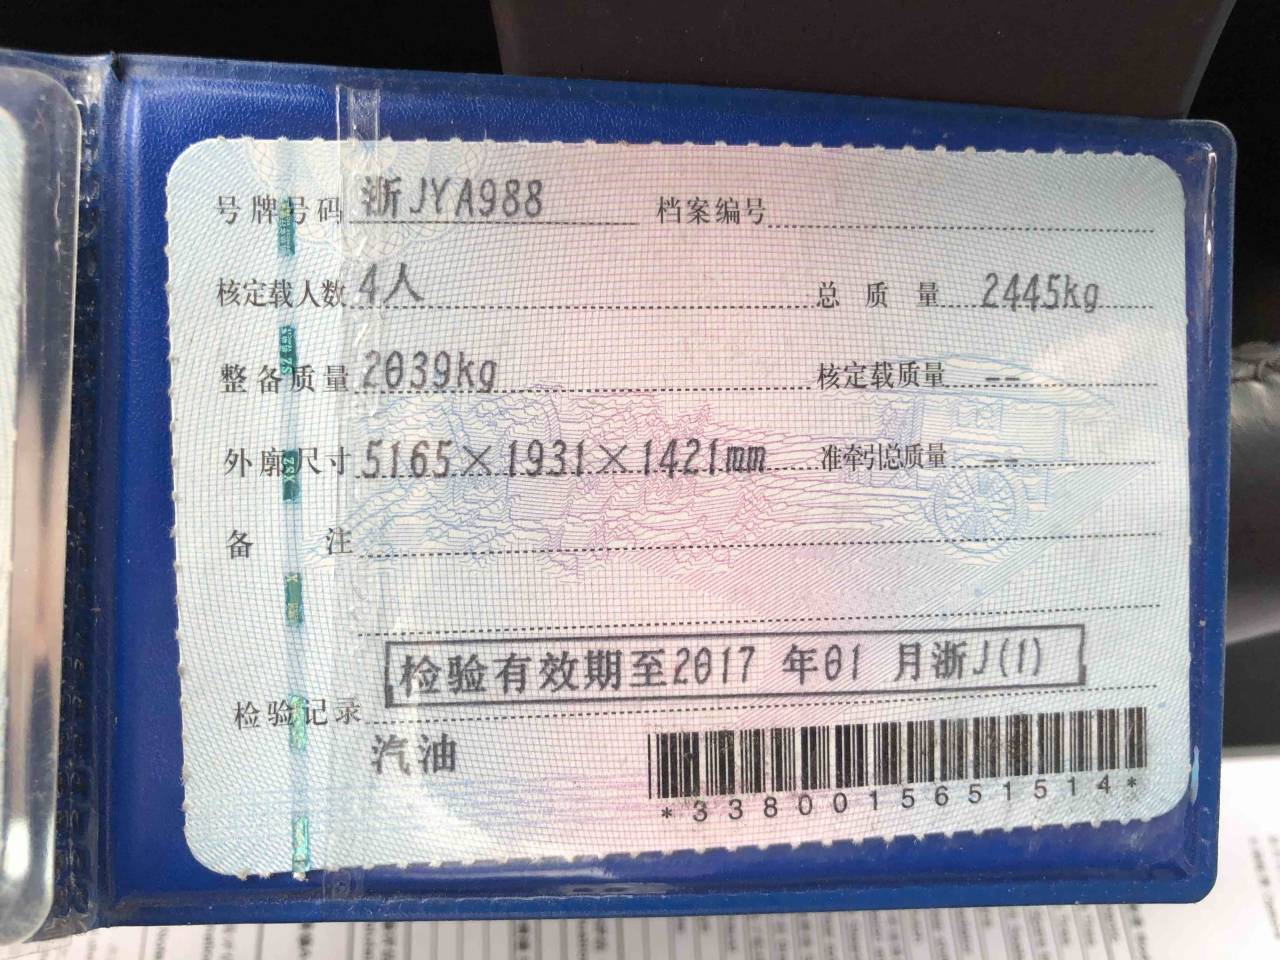 号牌号码 浙JYA988 档案编号
核定载人数 4人 总质量 2445kg
整备质量 2039kg 核定载质量 --
外廓尺寸 5165×1931×1421mm 准牵引总质量 --
备注
检验有效期至2017 年01 月浙J(1)
检验记录
汽油
*3380015651514*